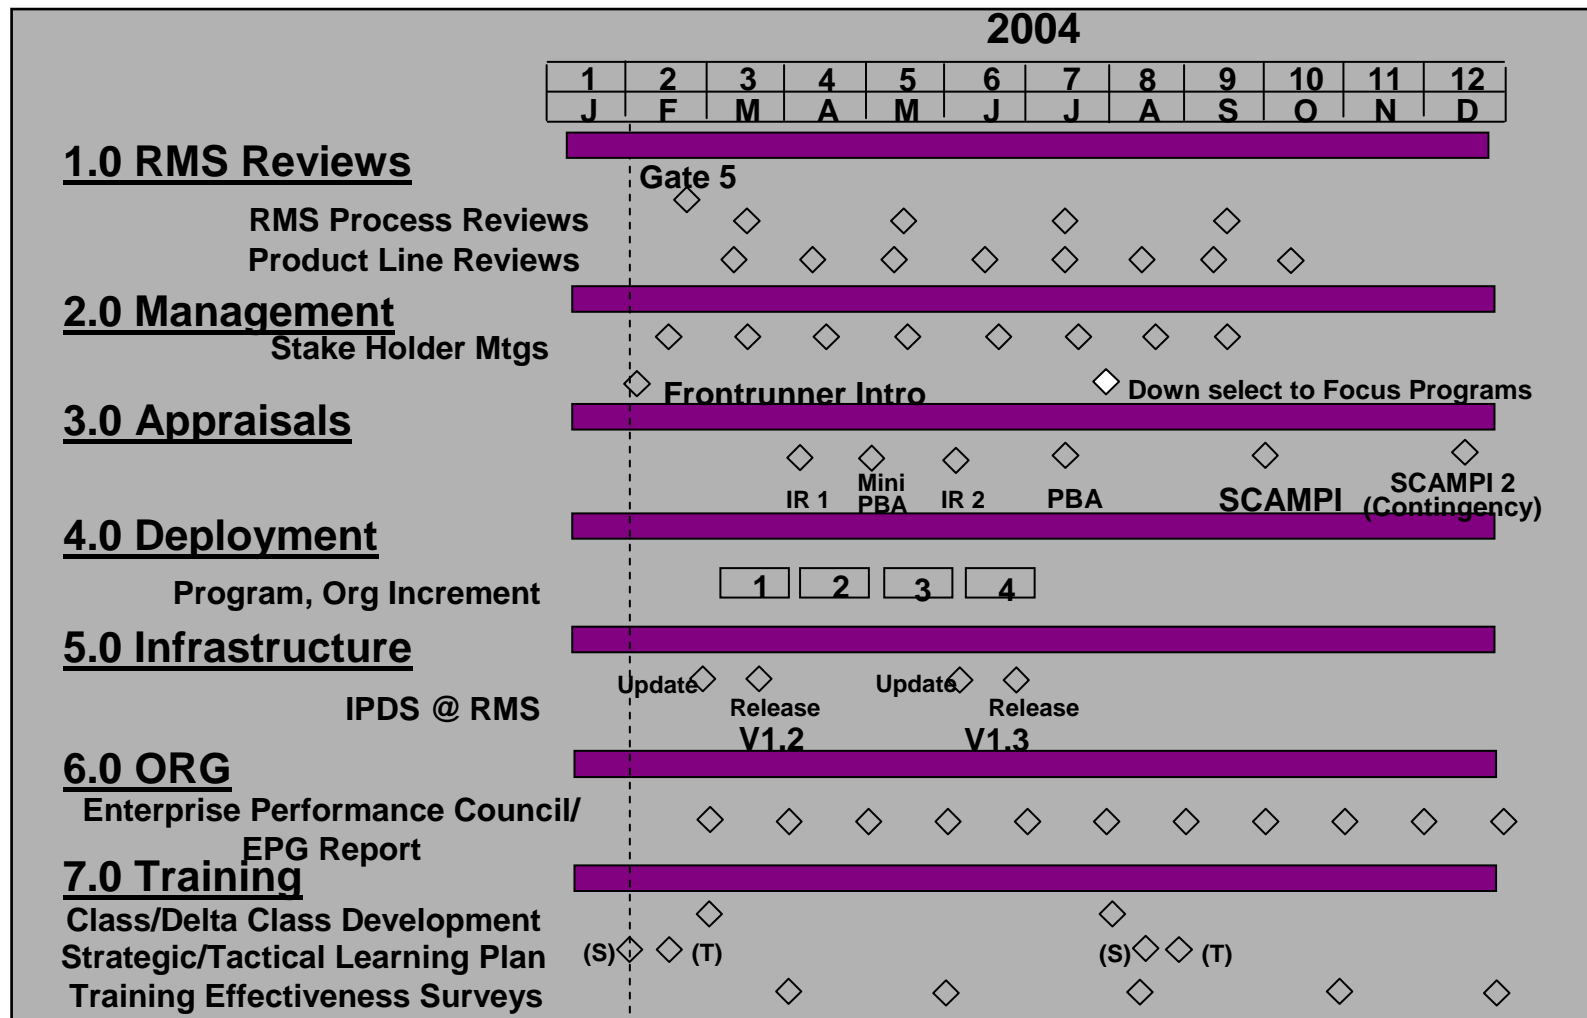 2004
1 2 3 4 5 6 7 8 9 10 11 12
J F M A M J J A S O N D
1.0 RMS Reviews
Gate 5
RMS Process Reviews
Product Line Reviews
2.0 Management
Stake Holder Mtgs
Frontrunner Intro
Down select to Focus Programs
3.0 Appraisals
IR 1
Mini
PBA
IR 2
PBA
SCAMPI
SCAMPI 2
(Contingency)
4.0 Deployment
Program, Org Increment
1 2 3 4
5.0 Infrastructure
Update
Update
IPDS @ RMS
Release
V1.2
Release
V1.3
6.0 ORG
Enterprise Performance Council/
EPG Report
7.0 Training
Class/Delta Class Development
Strategic/Tactical Learning Plan
(S) (T) (S) (T)
Training Effectiveness Surveys